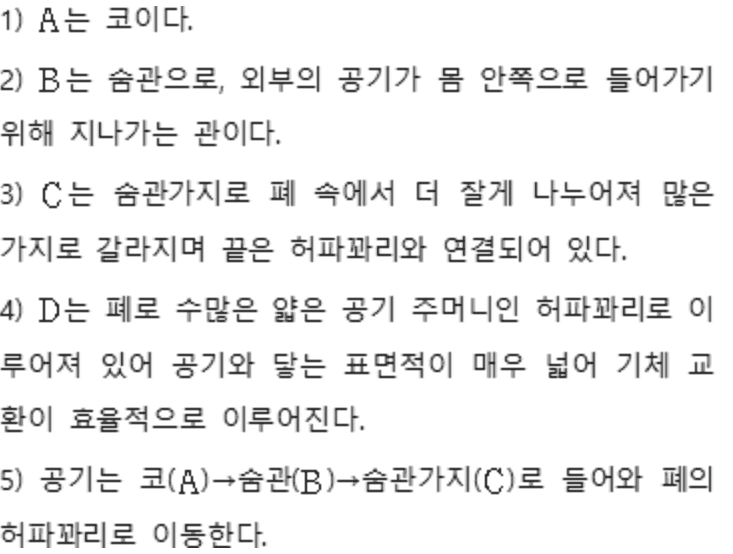 1) A는 코이다.
2) B는 숨관으로, 외부의 공기가 몸 안쪽으로 들어가기
위해 지나가는 관이다.
3) C는 숨관가지로 폐 속에서 더 잘게 나누어져 많은
가지로 갈라지며 끝은 허파꽈리와 연결되어 있다.
4) D는 폐로 수많은 얇은 공기 주머니인 허파꽈리로 이
루어져 있어 공기와 닿는 표면적이 매우 넓어 기체 교
환이 효율적으로 이루어진다.
5) 공기는 코(A)→숨관(B)→숨관가지(C)로 들어와 폐의
허파꽈리로 이동한다.